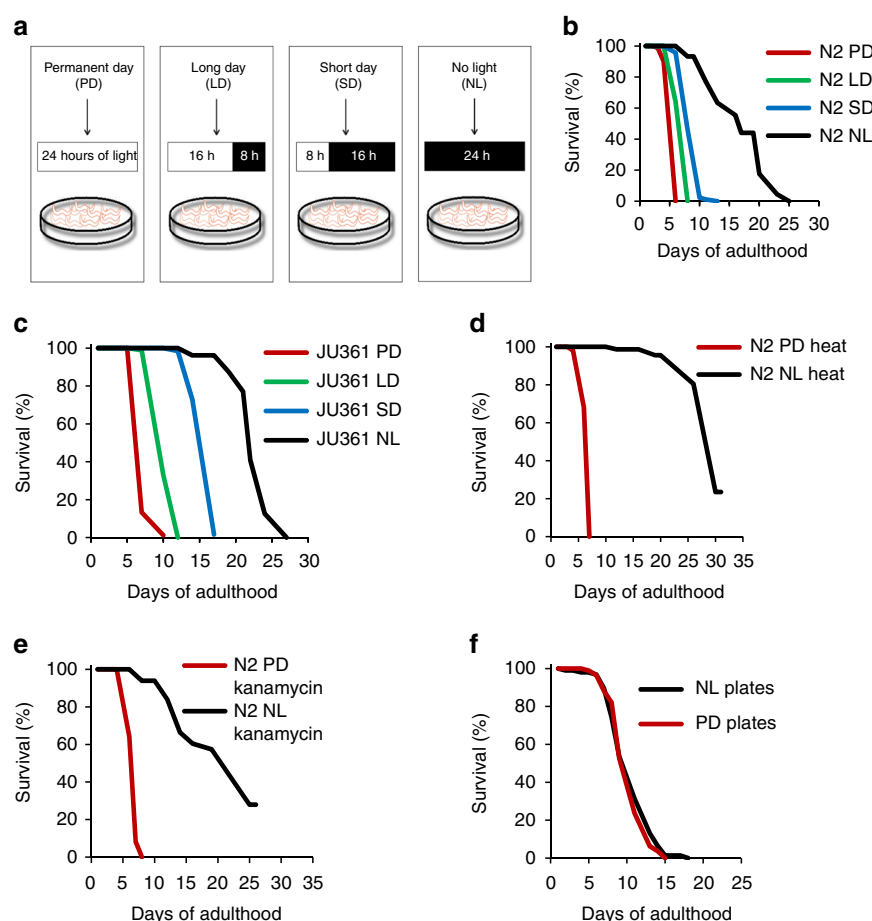 a
Permanent day
(PD)
Long day
(LD)
Short day
(SD)
No light
(NL)
24 hours of light
16 h
8 h
8 h
16 h
24 h
b
Survival (%)
100
80
60
40
20
0
0 5 10 15 20 25 30
Days of adulthood
N2 PD
N2 LD
N2 SD
N2 NL
c
Survival (%)
100
80
60
40
20
0
0 5 10 15 20 25 30
Days of adulthood
JU361 PD
JU361 LD
JU361 SD
JU361 NL
d
Survival (%)
100
80
60
40
20
0
0 5 10 15 20 25 30 35
Days of adulthood
N2 PD heat
N2 NL heat
e
Survival (%)
100
80
60
40
20
0
0 5 10 15 20 25 30 35
Days of adulthood
N2 PD
kanamycin
N2 NL
kanamycin
f
Survival (%)
100
80
60
40
20
0
0 5 10 15 20 25
Days of adulthood
NL plates
PD plates